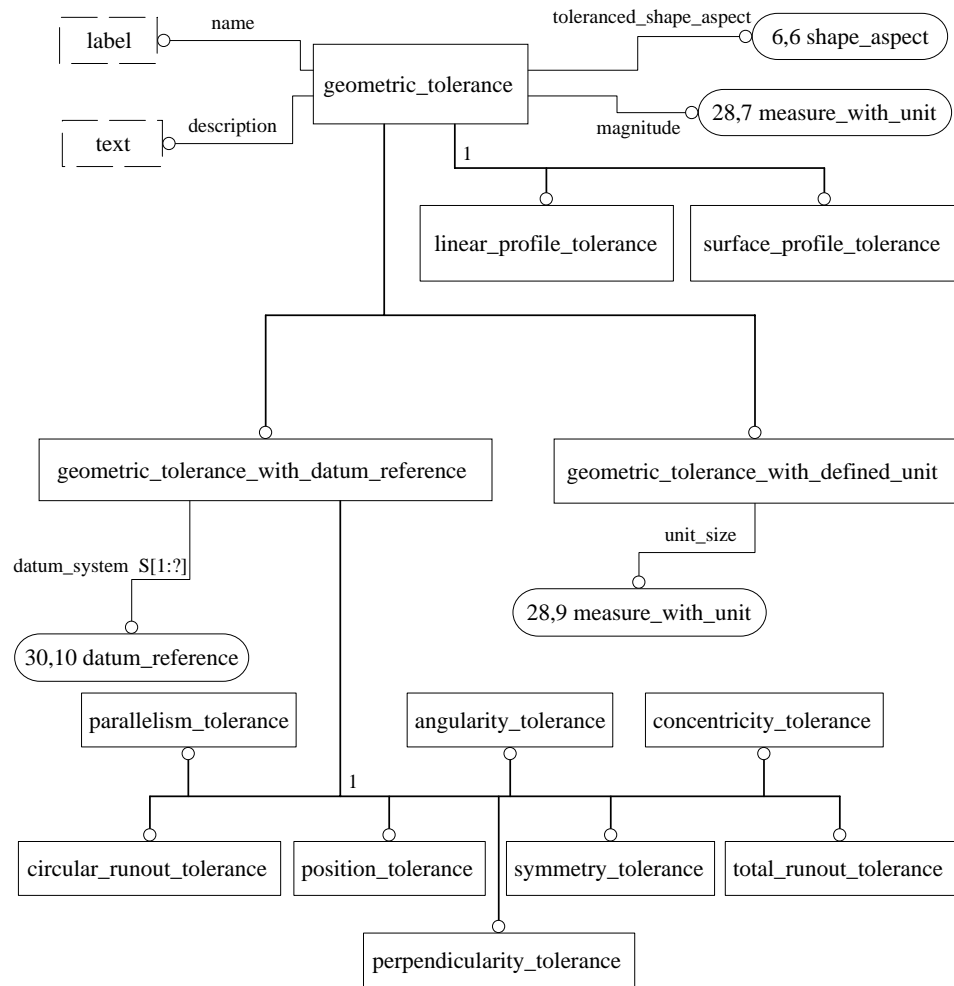 toleranced_shape_aspect
name
label
6,6 shape_aspect
geometric_tolerance
28,7 measure_with_unit
description
magnitude
text
1
linear_profile_tolerance
surface_profile_tolerance
geometric_tolerance_with_datum_reference
geometric_tolerance_with_defined_unit
unit_size
datum_system S[1:?]
28,9 measure_with_unit
30,10 datum_reference
parallelism_tolerance
angularity_tolerance
concentricity_tolerance
1
circular_runout_tolerance
position_tolerance
symmetry_tolerance
total_runout_tolerance
perpendicularity_tolerance